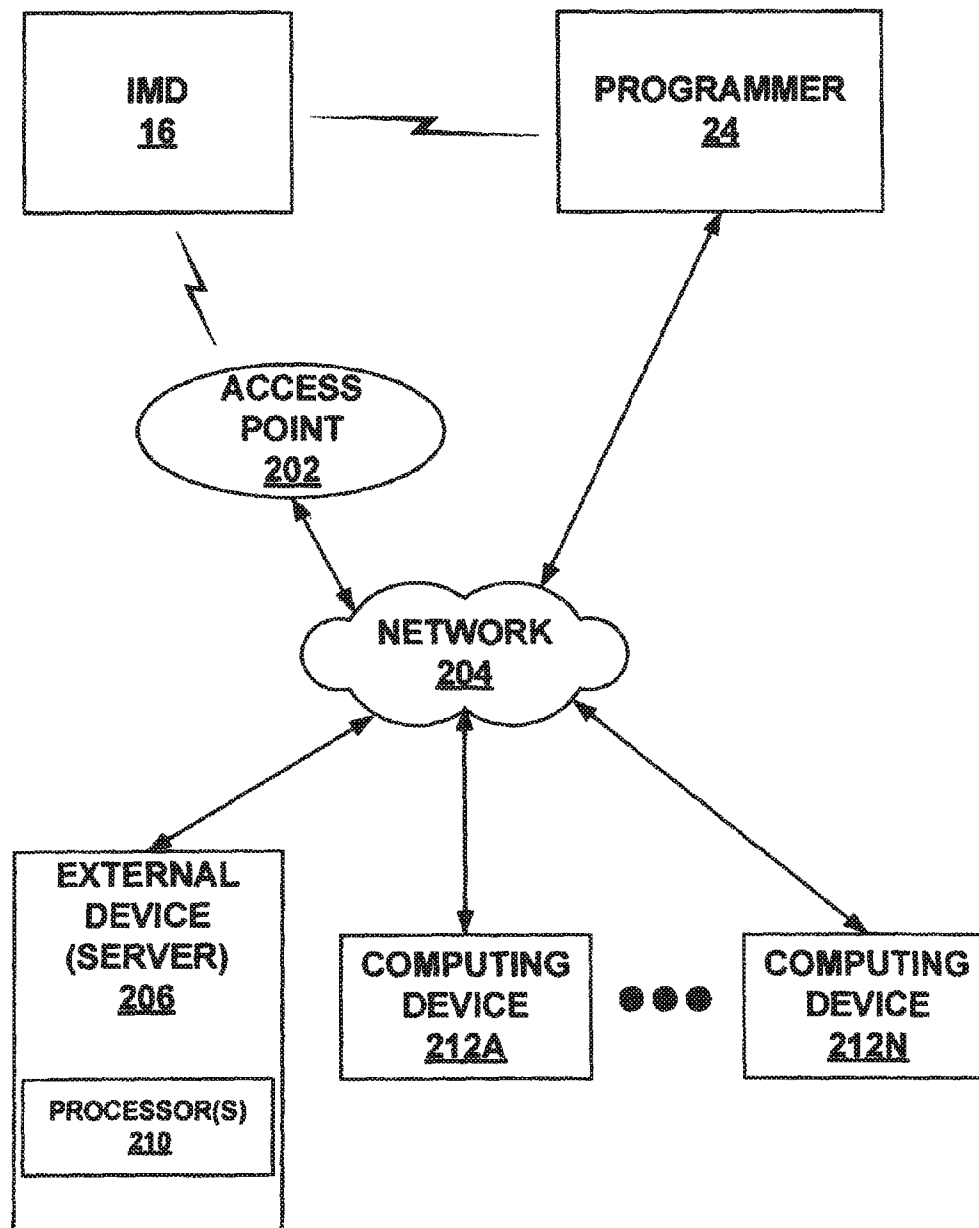 IMD
16
PROGRAMMER
24
ACCESS
POINT
202
NETWORK
204
EXTERNAL
DEVICE
(SERVER)
206
PROCESSOR(S)
210
COMPUTING
DEVICE
212A
COMPUTING
DEVICE
212N